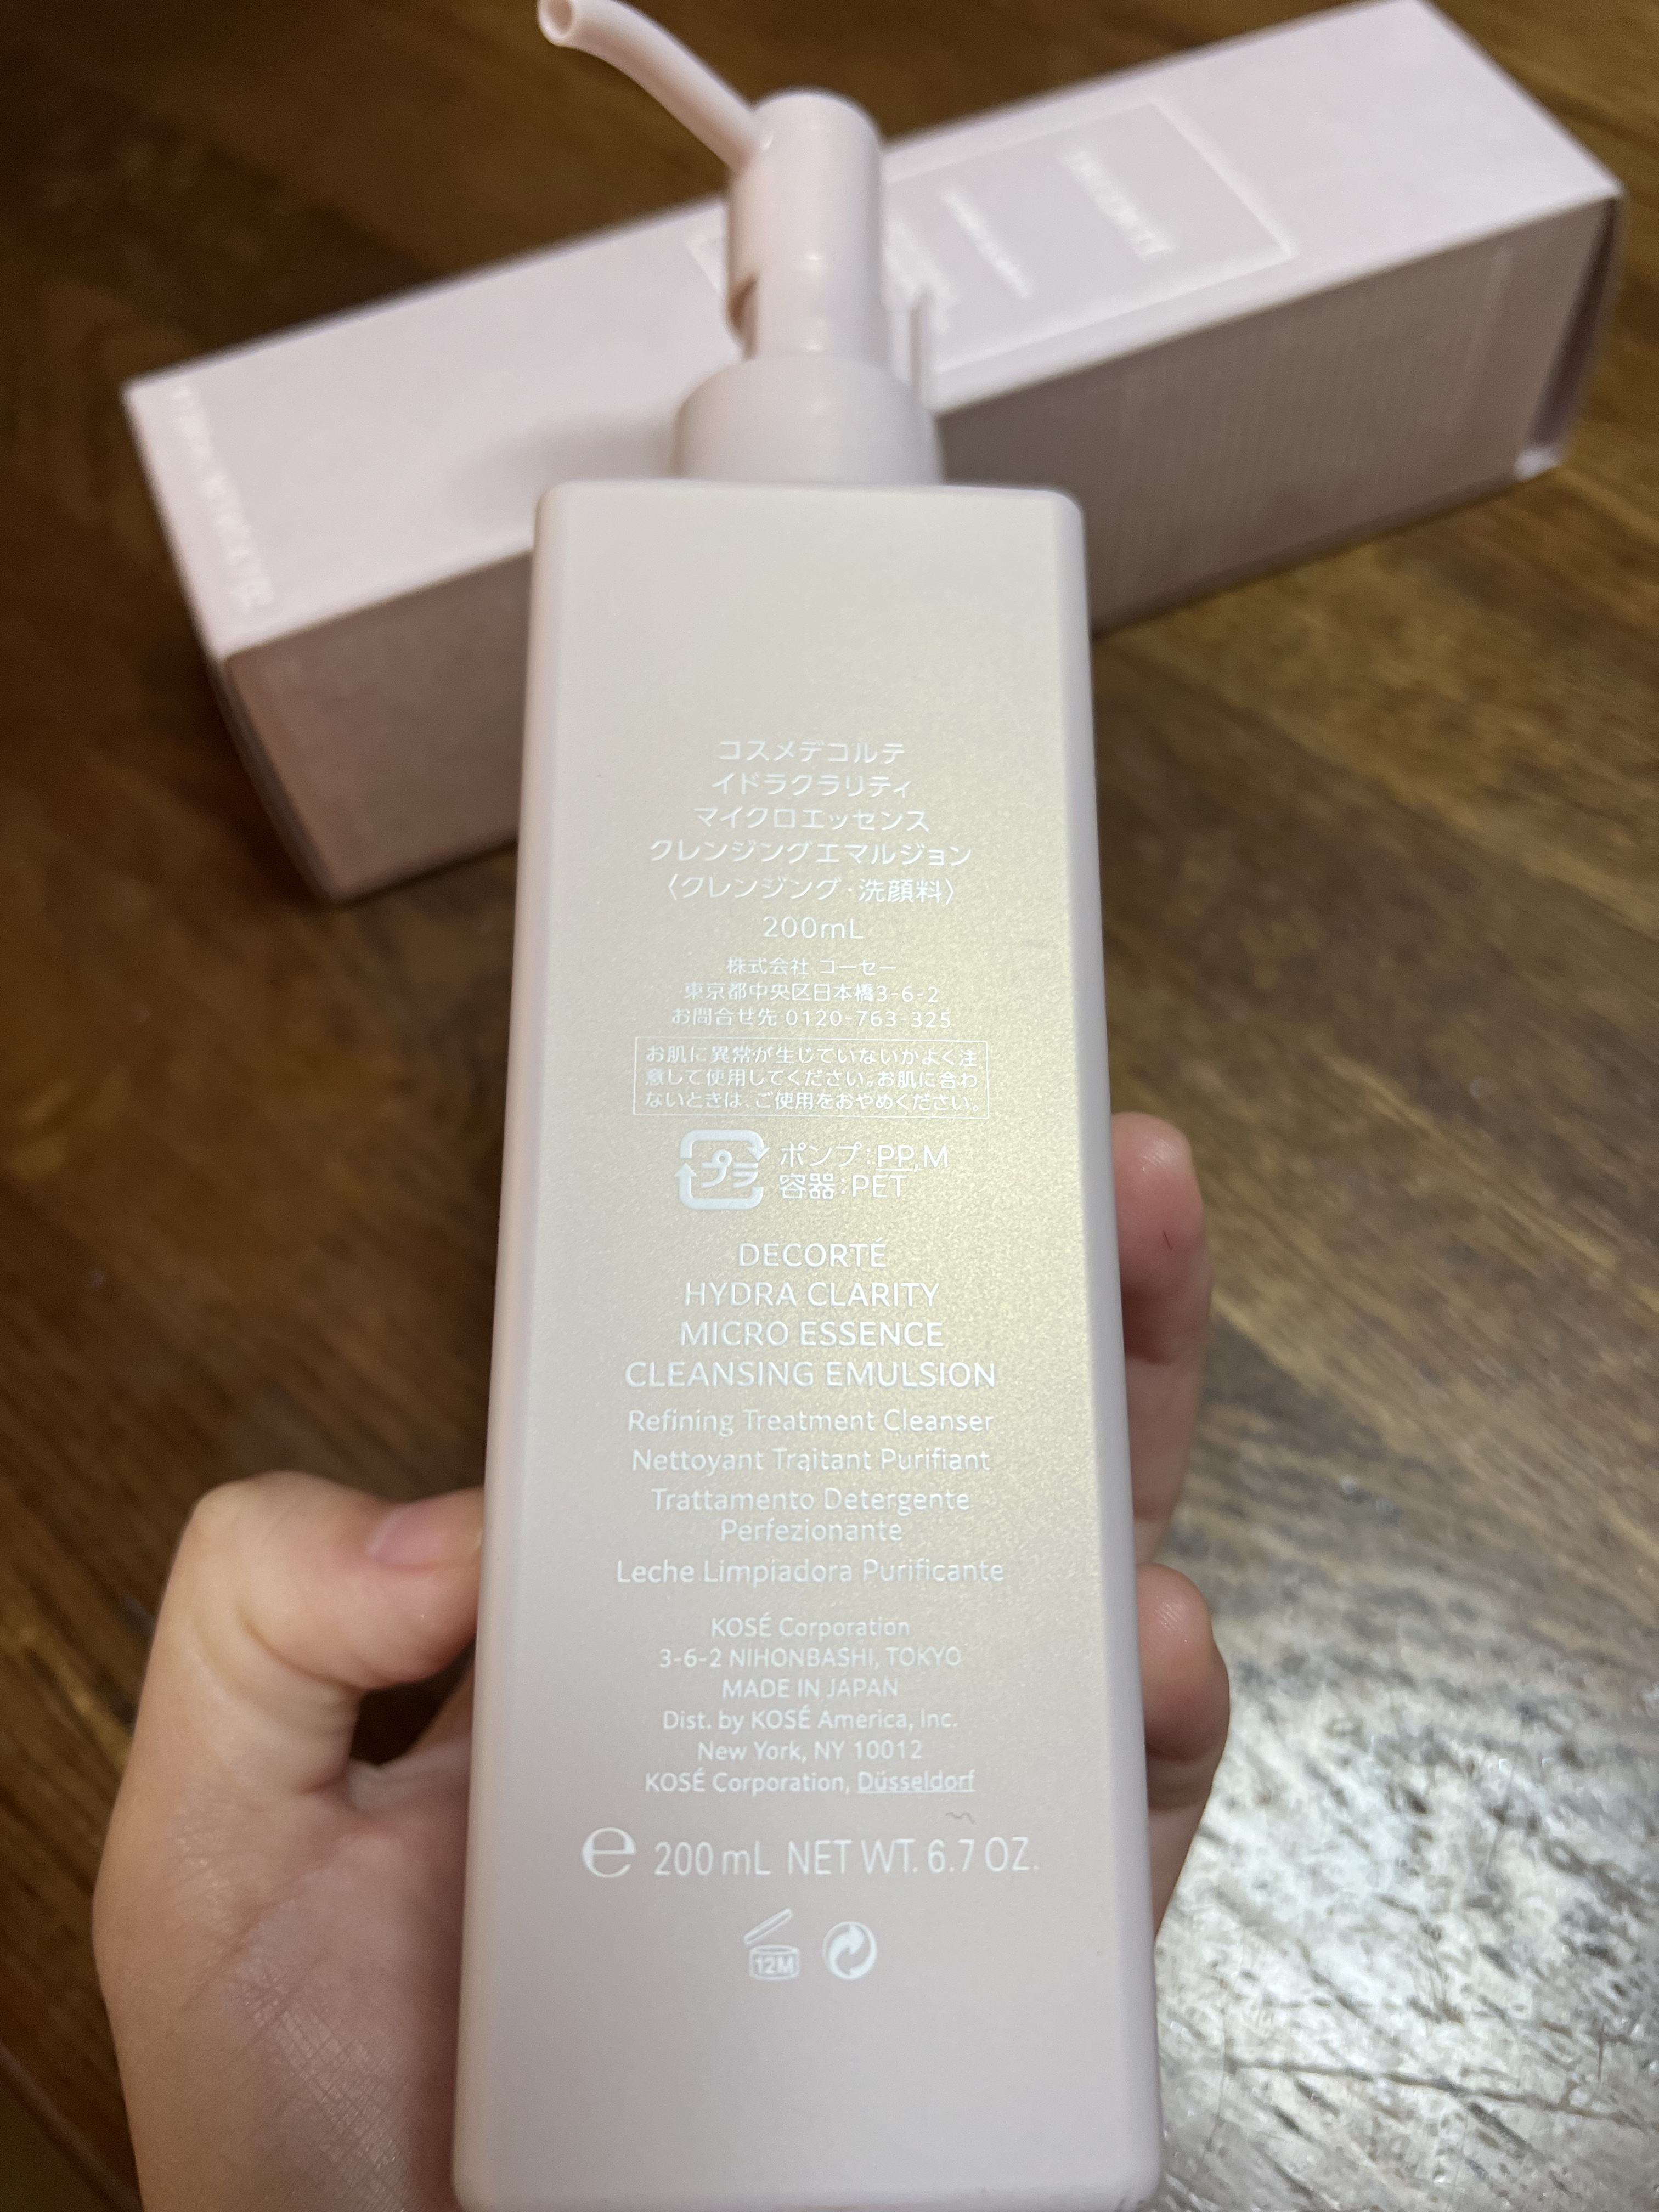 DECORTÉ
コスメデコルテ
イドラクラリティ
マイクロエッセンス
クレンジングエマルジョン
〈クレンジング・洗顔料〉
200mL
株式会社 コーセー
東京都中央区日本橋3-6-2
お問合せ先 0120-763-325
お肌に異常が生じていないかよく注
意して使用してください。お肌に合わ
ないときは、ご使用をおやめください。
プラ
ポンプ:PP,M
容器:PET
DECORTÉ
HYDRA CLARITY
MICRO ESSENCE
CLEANSING EMULSION
Refining Treatment Cleanser
Nettoyant Traitant Purifiant
Trattamento Detergente
Perfezionante
Leche Limpiadora Purificante
KOSÉ Corporation
3-6-2 NIHONBASHI, TOKYO
MADE IN JAPAN
Dist. by KOSÉ America, Inc.
New York, NY 10012
KOSÉ Corporation, Düsseldorf
e 200 mL NET WT. 6.7 OZ.
12M